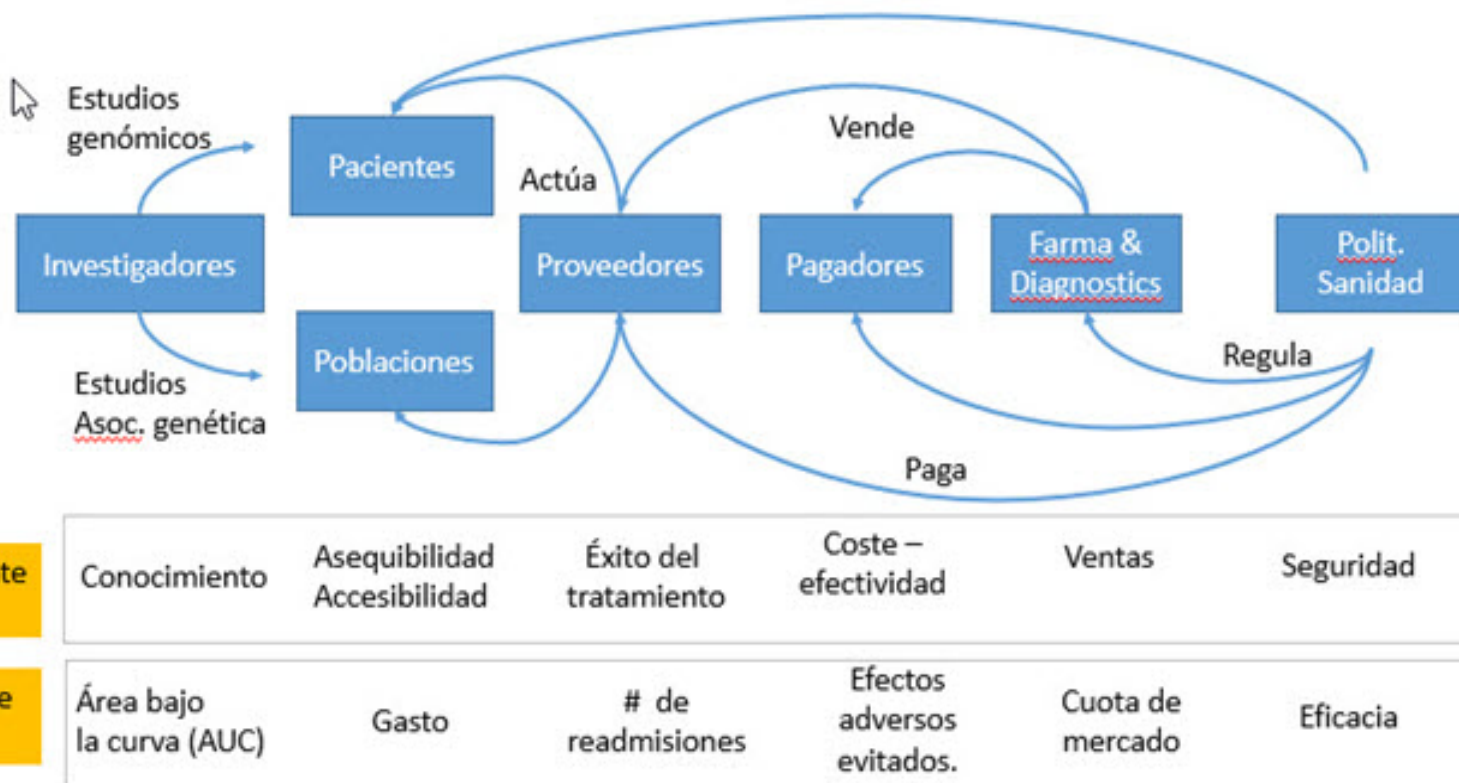 Estudios
genómicos
Pacientes
Actúa
Vende
Investigadores
Proveedores
Pagadores
Farma &
Diagnostics
Polit.
Sanidad
Poblaciones
Estudios
Asoc. genética
Regula
Paga
te
Conocimiento
Asequibilidad
Accesibilidad
Éxito del
tratamiento
Coste –
efectividad
Ventas
Seguridad
e
Área bajo
la curva (AUC)
Gasto
# de
readmisiones
Efectos
adversos
evitados.
Cuota de
mercado
Eficacia